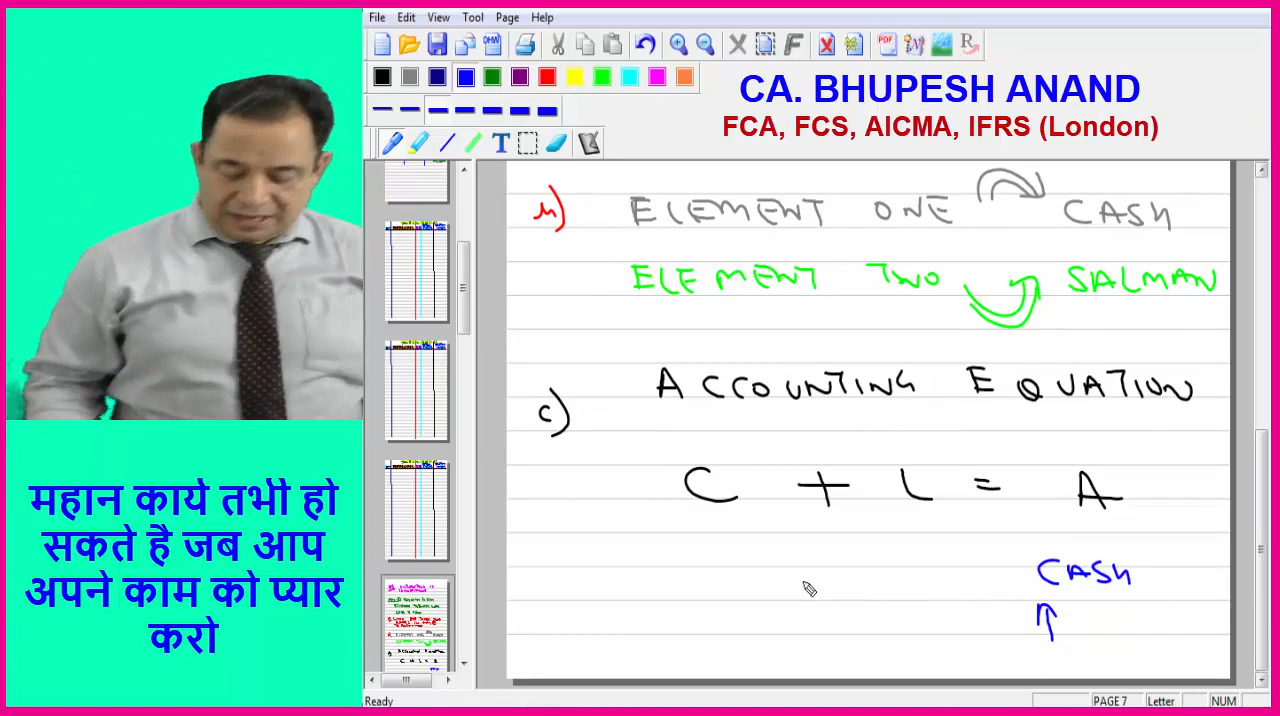 File Edit View Tool Page Help
CA. BHUPESH ANAND
FCA, FCS, AICMA, IFRS (London)
ELEMENT ONE CASH
ELEMENT TWO SALMAN
c) ACCOUNTING EQUATION
C + L = A
CASH
↑
महान कार्य तभी हो
सकते है जब आप
अपने काम को प्यार
करो
Ready PAGE 7 Letter NUM